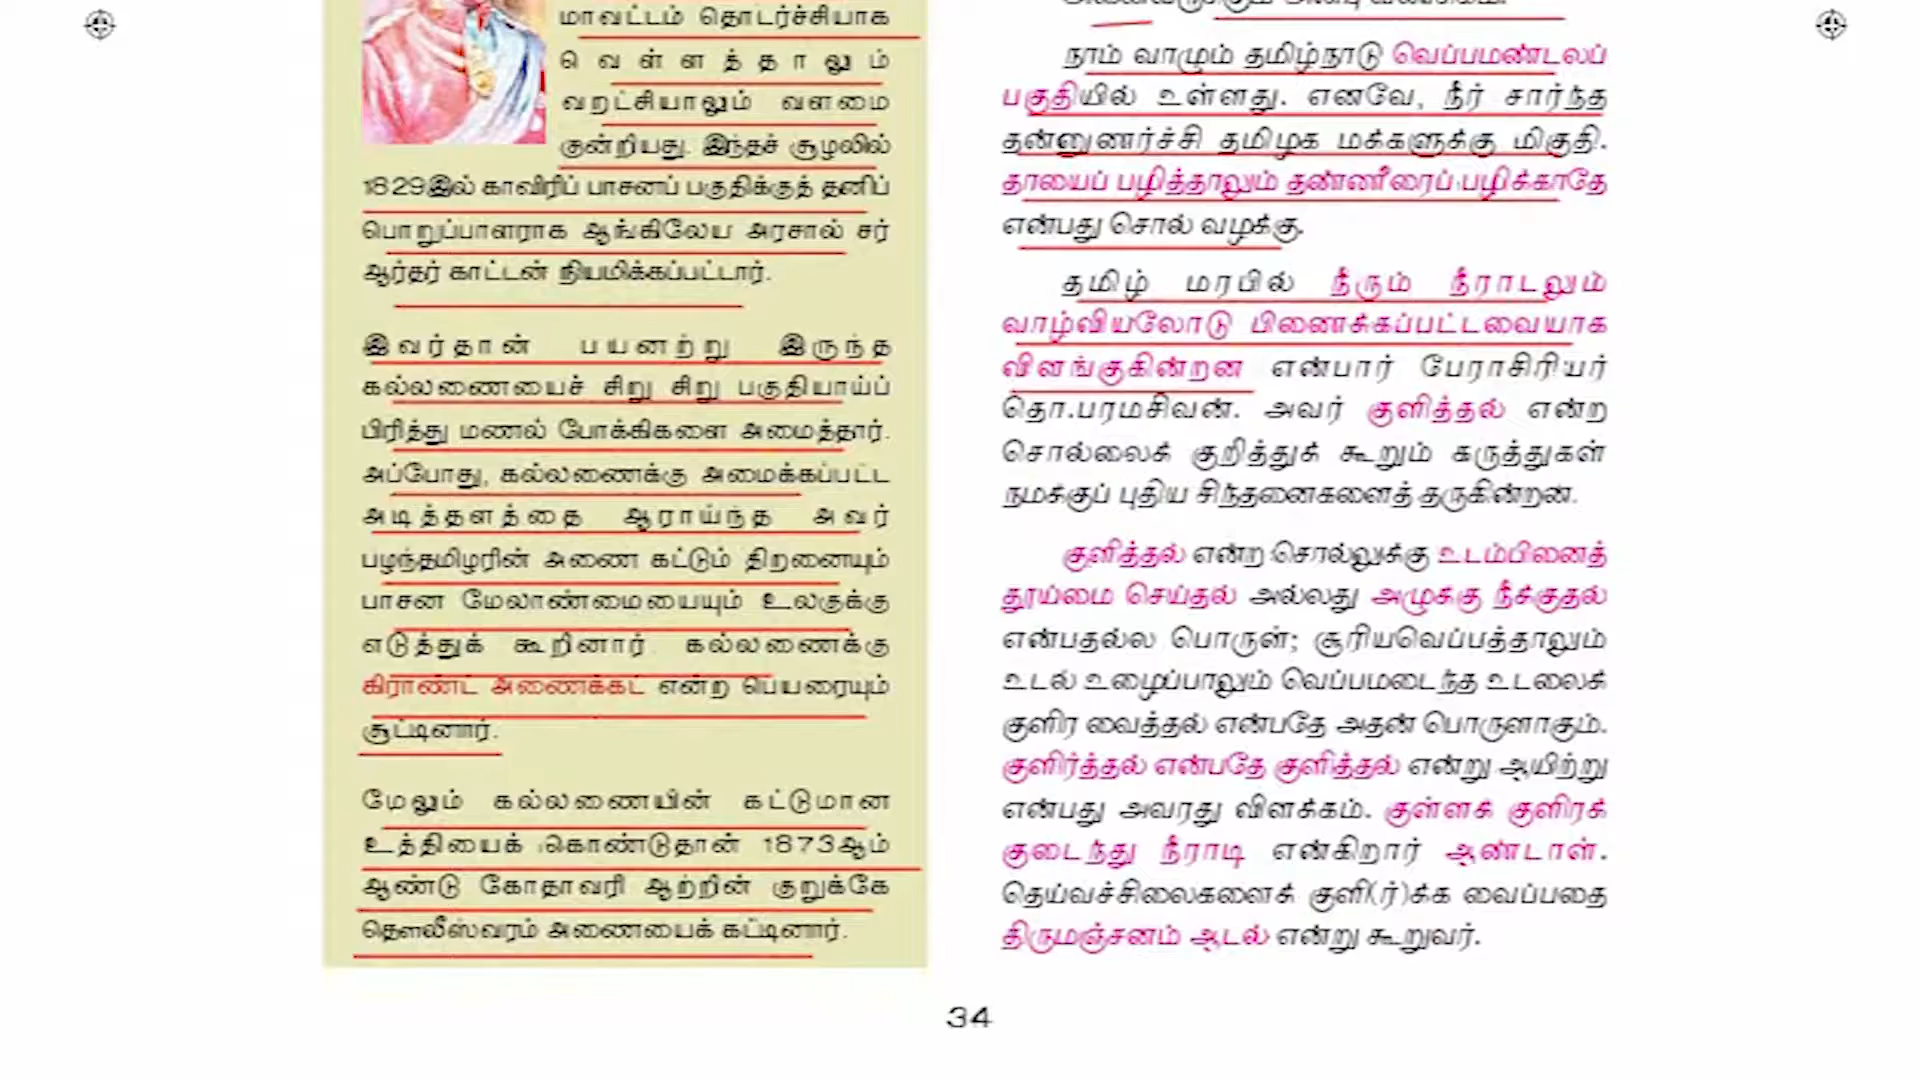 மாவட்டம் தொடர்ச்சியாக
வெள்ளத்தாலும்
வறட்சியாலும் வளமை
குன்றியது. இந்தச் சூழலில்
1829இல் காவிரிப் பாசனப் பகுதிக்குத் தனிப்
பொறுப்பாளராக ஆங்கிலேய அரசால் சர்
ஆர்தர் காட்டன் நியமிக்கப்பட்டார்.
இவர்தான் பயனற்று இருந்த
கல்லணையைச் சிறு சிறு பகுதியாய்ப்
பிரித்து மணல் போக்கிகளை அமைத்தார்.
அப்போது, கல்லணைக்கு அமைக்கப்பட்ட
அடித்தளத்தை ஆராய்ந்த அவர்
பழந்தமிழரின் அணை கட்டும் திறனையும்
பாசன மேலாண்மையையும் உலகுக்கு
எடுத்துக் கூறினார். கல்லணைக்கு
கிராண்ட் அணைக்கட் என்ற பெயரையும்
சூட்டினார்.
மேலும் கல்லணையின் கட்டுமான
உத்தியைக் கொண்டுதான் 1873ஆம்
ஆண்டு கோதாவரி ஆற்றின் குறுக்கே
தௌலீஸ்வரம் அணையைக் கட்டினார்.
நாம் வாழும் தமிழ்நாடு வெப்பமண்டலப்
பகுதியில் உள்ளது. எனவே, நீர் சார்ந்த
தன்னுணர்ச்சி தமிழக மக்களுக்கு மிகுதி.
தாயைப் பழித்தாலும் தண்ணீரைப் பழிக்காதே
என்பது சொல் வழக்கு.
தமிழ் மரபில் நீரும் நீராடலும்
வாழ்வியலோடு பிணைக்கப்பட்டவையாக
விளங்குகின்றன என்பார் பேராசிரியர்
தொ.பரமசிவன். அவர் குளித்தல் என்ற
சொல்லைக் குறித்துக் கூறும் கருத்துகள்
நமக்குப் புதிய சிந்தனைகளைத் தருகின்றன.
குளித்தல் என்ற சொல்லுக்கு உடம்பினைத்
தூய்மை செய்தல் அல்லது அழுக்கு நீக்குதல்
என்பதல்ல பொருள்; சூரியவெப்பத்தாலும்
உடல் உழைப்பாலும் வெப்பமடைந்த உடலைக்
குளிர வைத்தல் என்பதே அதன் பொருளாகும்.
குளிர்த்தல் என்பதே குளித்தல் என்று ஆயிற்று
என்பது அவரது விளக்கம். குள்ளக் குளிரக்
குடைந்து நீராடி என்கிறார் ஆண்டாள்.
தெய்வச்சிலைகளைக் குளி(ர்)க்க வைப்பதை
திருமஞ்சனம் ஆடல் என்று கூறுவர்.
34